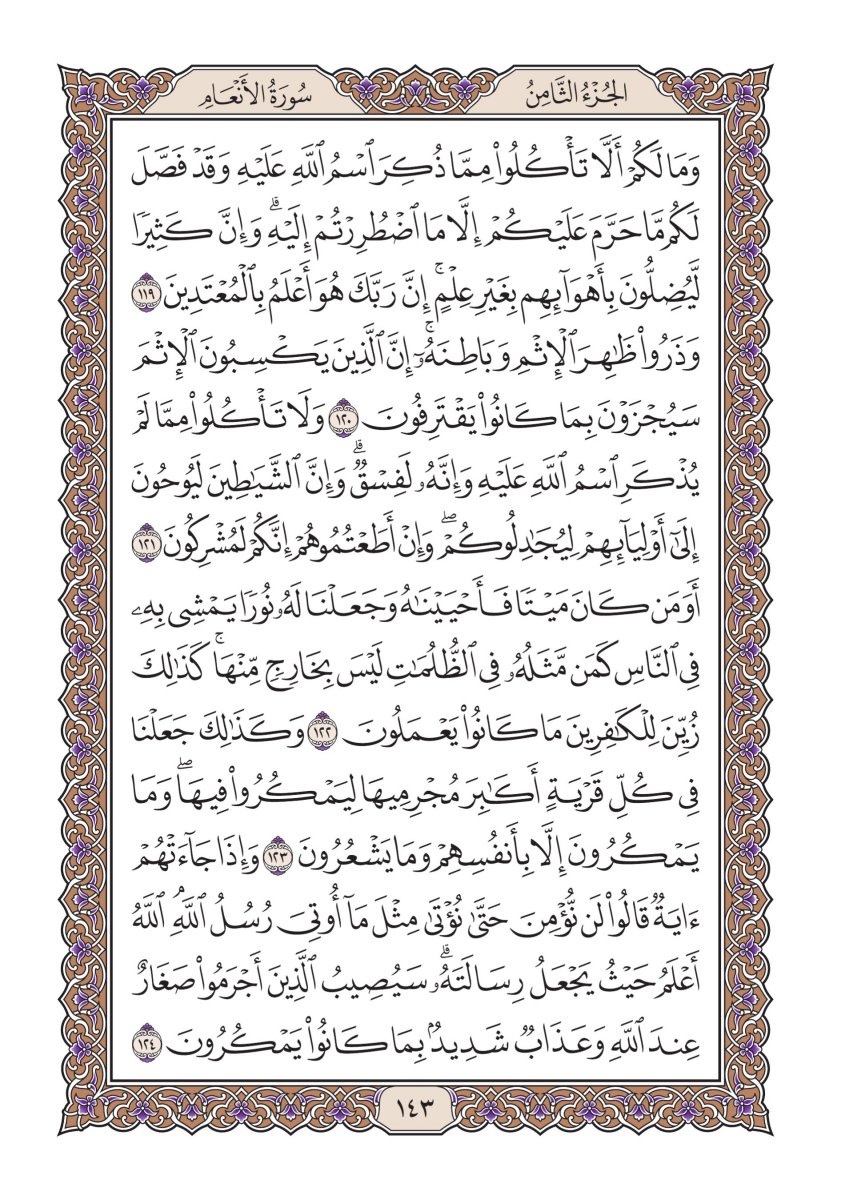 الجُزْءُ الثَّامِنُ
سُورَةُ الأَنْعَامِ
وَمَا لَكُمْ أَلَّا تَأْكُلُوا۟ مِمَّا ذُكِرَ ٱسْمُ ٱللَّهِ عَلَيْهِ وَقَدْ فَصَّلَ
لَكُم مَّا حَرَّمَ عَلَيْكُمْ إِلَّا مَا ٱضْطُرِرْتُمْ إِلَيْهِ ۗ وَإِنَّ كَثِيرًا
لَّيُضِلُّونَ بِأَهْوَآئِهِم بِغَيْرِ عِلْمٍ ۚ إِنَّ رَبَّكَ هُوَ أَعْلَمُ بِٱلْمُعْتَدِينَ ١١٩
وَذَرُوا۟ ظَٰهِرَ ٱلْإِثْمِ وَبَاطِنَهُۥٓ ۚ إِنَّ ٱلَّذِينَ يَكْسِبُونَ ٱلْإِثْمَ
سَيُجْزَوْنَ بِمَا كَانُوا۟ يَقْتَرِفُونَ ١٢٠ وَلَا تَأْكُلُوا۟ مِمَّا لَمْ
يُذْكَرِ ٱسْمُ ٱللَّهِ عَلَيْهِ وَإِنَّهُۥ لَفِسْقٌ ۗ وَإِنَّ ٱلشَّيَٰطِينَ لَيُوحُونَ
إِلَىٰٓ أَوْلِيَآئِهِمْ لِيُجَٰدِلُوكُمْ ۖ وَإِنْ أَطَعْتُمُوهُمْ إِنَّكُمْ لَمُشْرِكُونَ ١٢١
أَوَمَن كَانَ مَيْتًا فَأَحْيَيْنَٰهُ وَجَعَلْنَا لَهُۥ نُورًا يَمْشِى بِهِۦ
فِى ٱلنَّاسِ كَمَن مَّثَلُهُۥ فِى ٱلظُّلُمَٰتِ لَيْسَ بِخَارِجٍ مِّنْهَا ۚ كَذَٰلِكَ
زُيِّنَ لِلْكَٰفِرِينَ مَا كَانُوا۟ يَعْمَلُونَ ١٢٢ وَكَذَٰلِكَ جَعَلْنَا
فِى كُلِّ قَرْيَةٍ أَكَٰبِرَ مُجْرِمِيهَا لِيَمْكُرُوا۟ فِيهَا ۖ وَمَا
يَمْكُرُونَ إِلَّا بِأَنفُسِهِمْ وَمَا يَشْعُرُونَ ١٢٣ وَإِذَا جَآءَتْهُمْ
ءَايَةٌ قَالُوا۟ لَن نُّؤْمِنَ حَتَّىٰ نُؤْتَىٰ مِثْلَ مَآ أُوتِىَ رُسُلُ ٱللَّهِ ۘ ٱللَّهُ
أَعْلَمُ حَيْثُ يَجْعَلُ رِسَالَتَهُۥ ۗ سَيُصِيبُ ٱلَّذِينَ أَجْرَمُوا۟ صَغَارٌ
عِندَ ٱللَّهِ وَعَذَابٌ شَدِيدٌۢ بِمَا كَانُوا۟ يَمْكُرُونَ ١٢٤
١٤٣